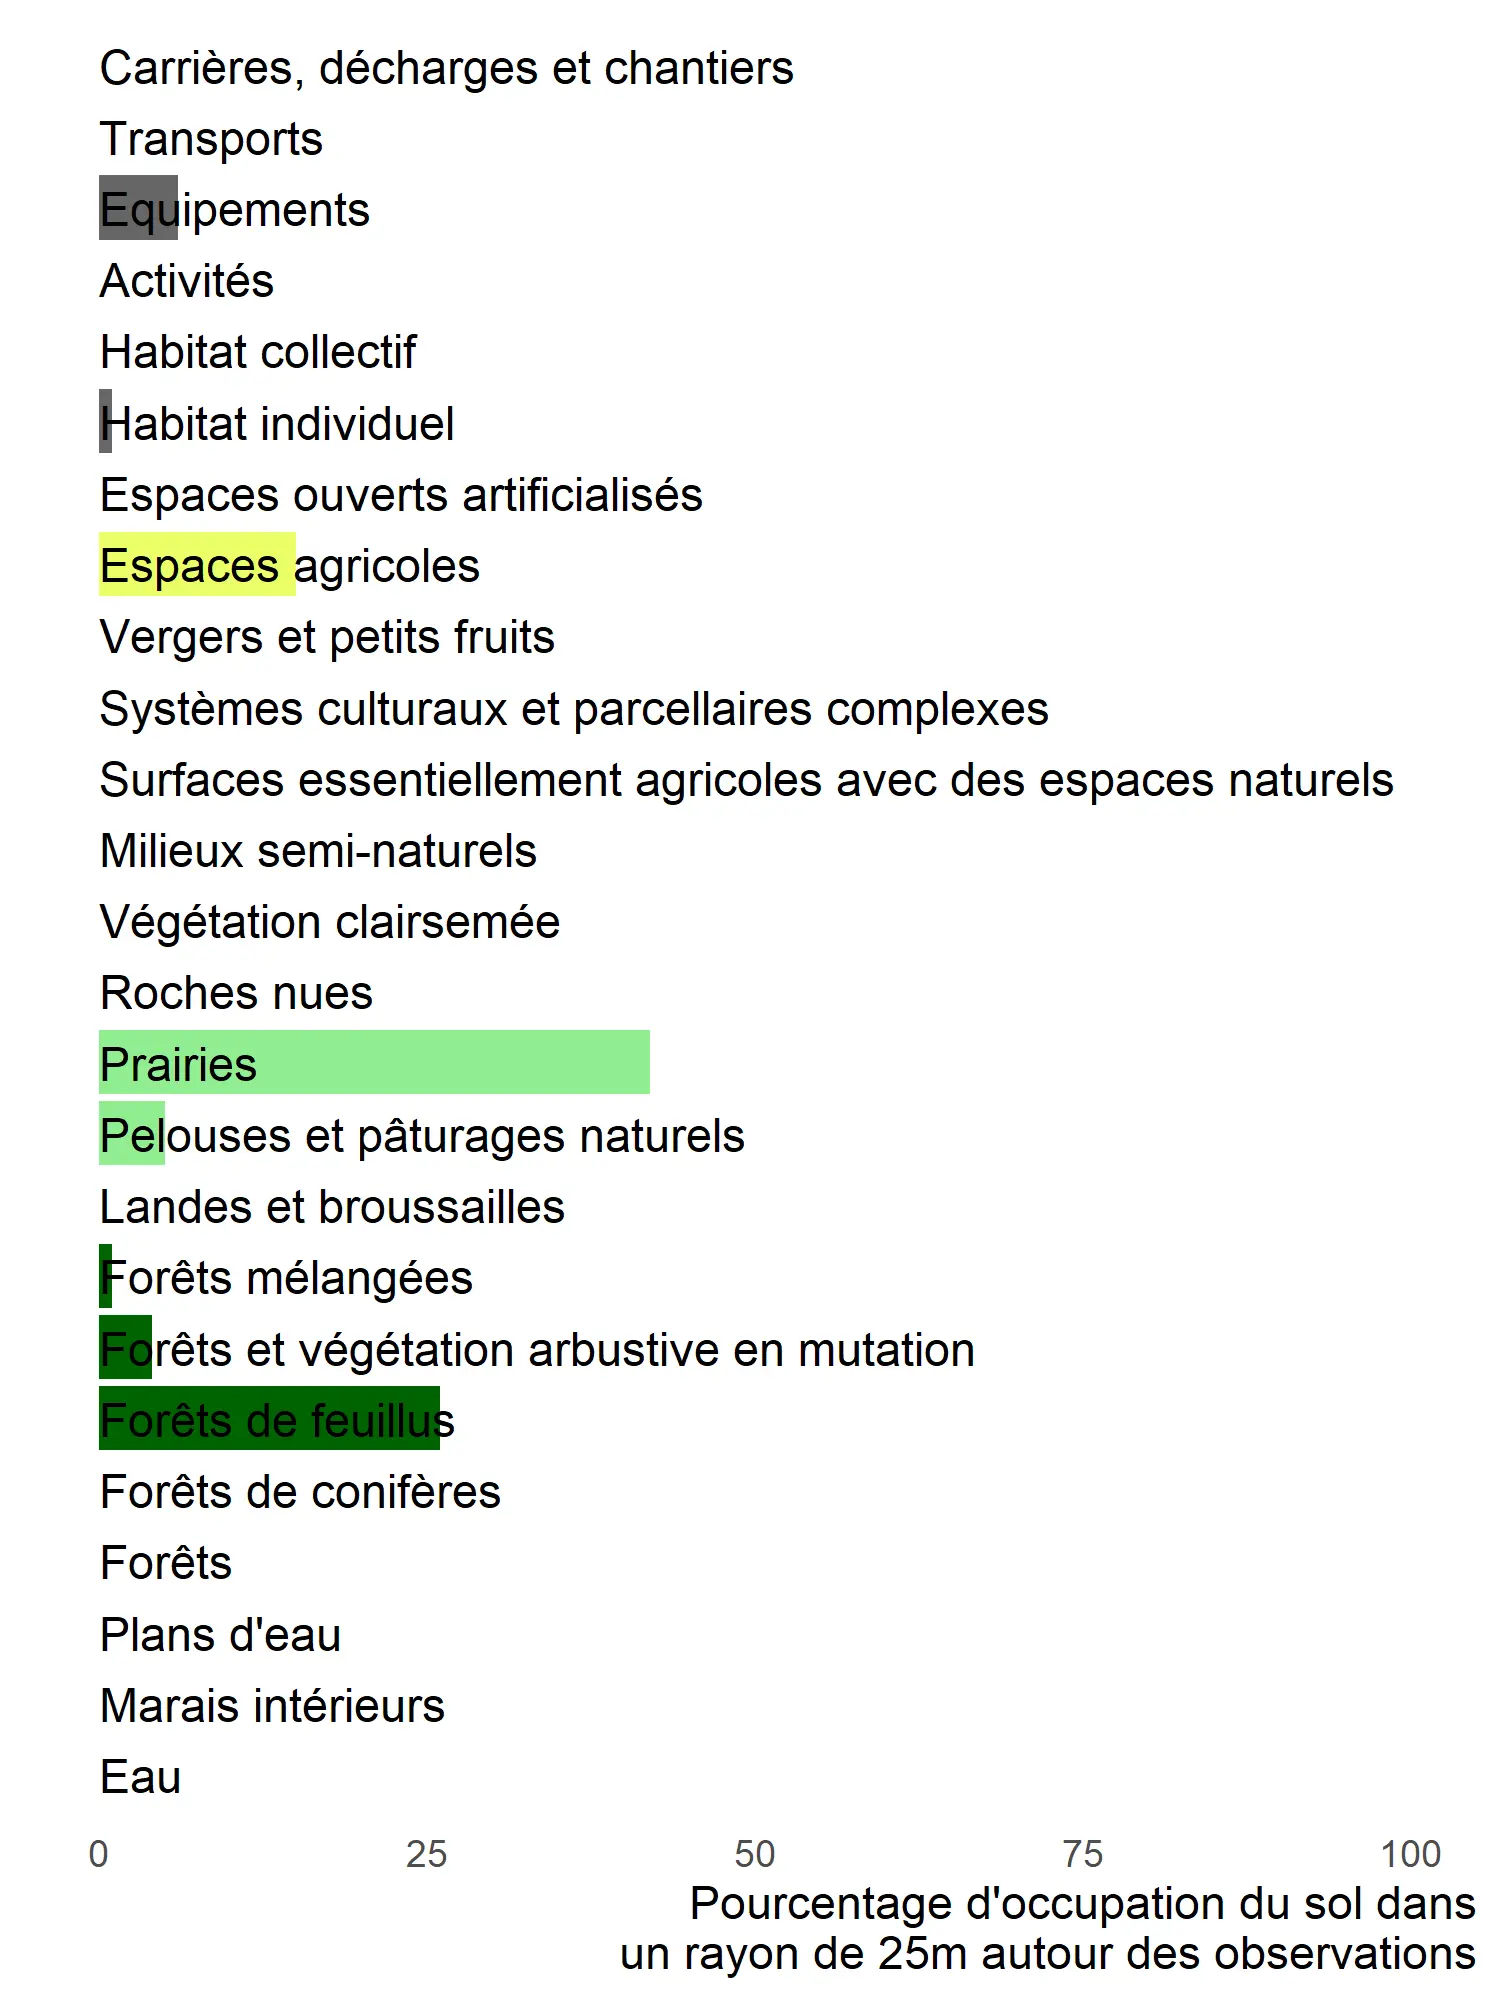 Carrières, décharges et chantiers
Transports
Equipements
Activités
Habitat collectif
Habitat individuel
Espaces ouverts artificialisés
Espaces agricoles
Vergers et petits fruits
Systèmes culturaux et parcellaires complexes
Surfaces essentiellement agricoles avec des espaces naturels
Milieux semi-naturels
Végétation clairsemée
Roches nues
Prairies
Pelouses et pâturages naturels
Landes et broussailles
Forêts mélangées
Forêts et végétation arbustive en mutation
Forêts de feuillus
Forêts de conifères
Forêts
Plans d'eau
Marais intérieurs
Eau
0 25 50 75 100
Pourcentage d'occupation du sol dans
un rayon de 25m autour des observations